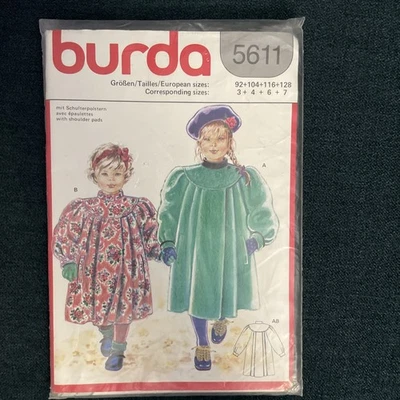 burda
5611
Größen/Tailles/European sizes: 92+104+116+128
Corresponding sizes: 3+ 4 + 6 + 7
mit Schulterpolstern
avec épaulettes
with shoulder pads
A
B
AB